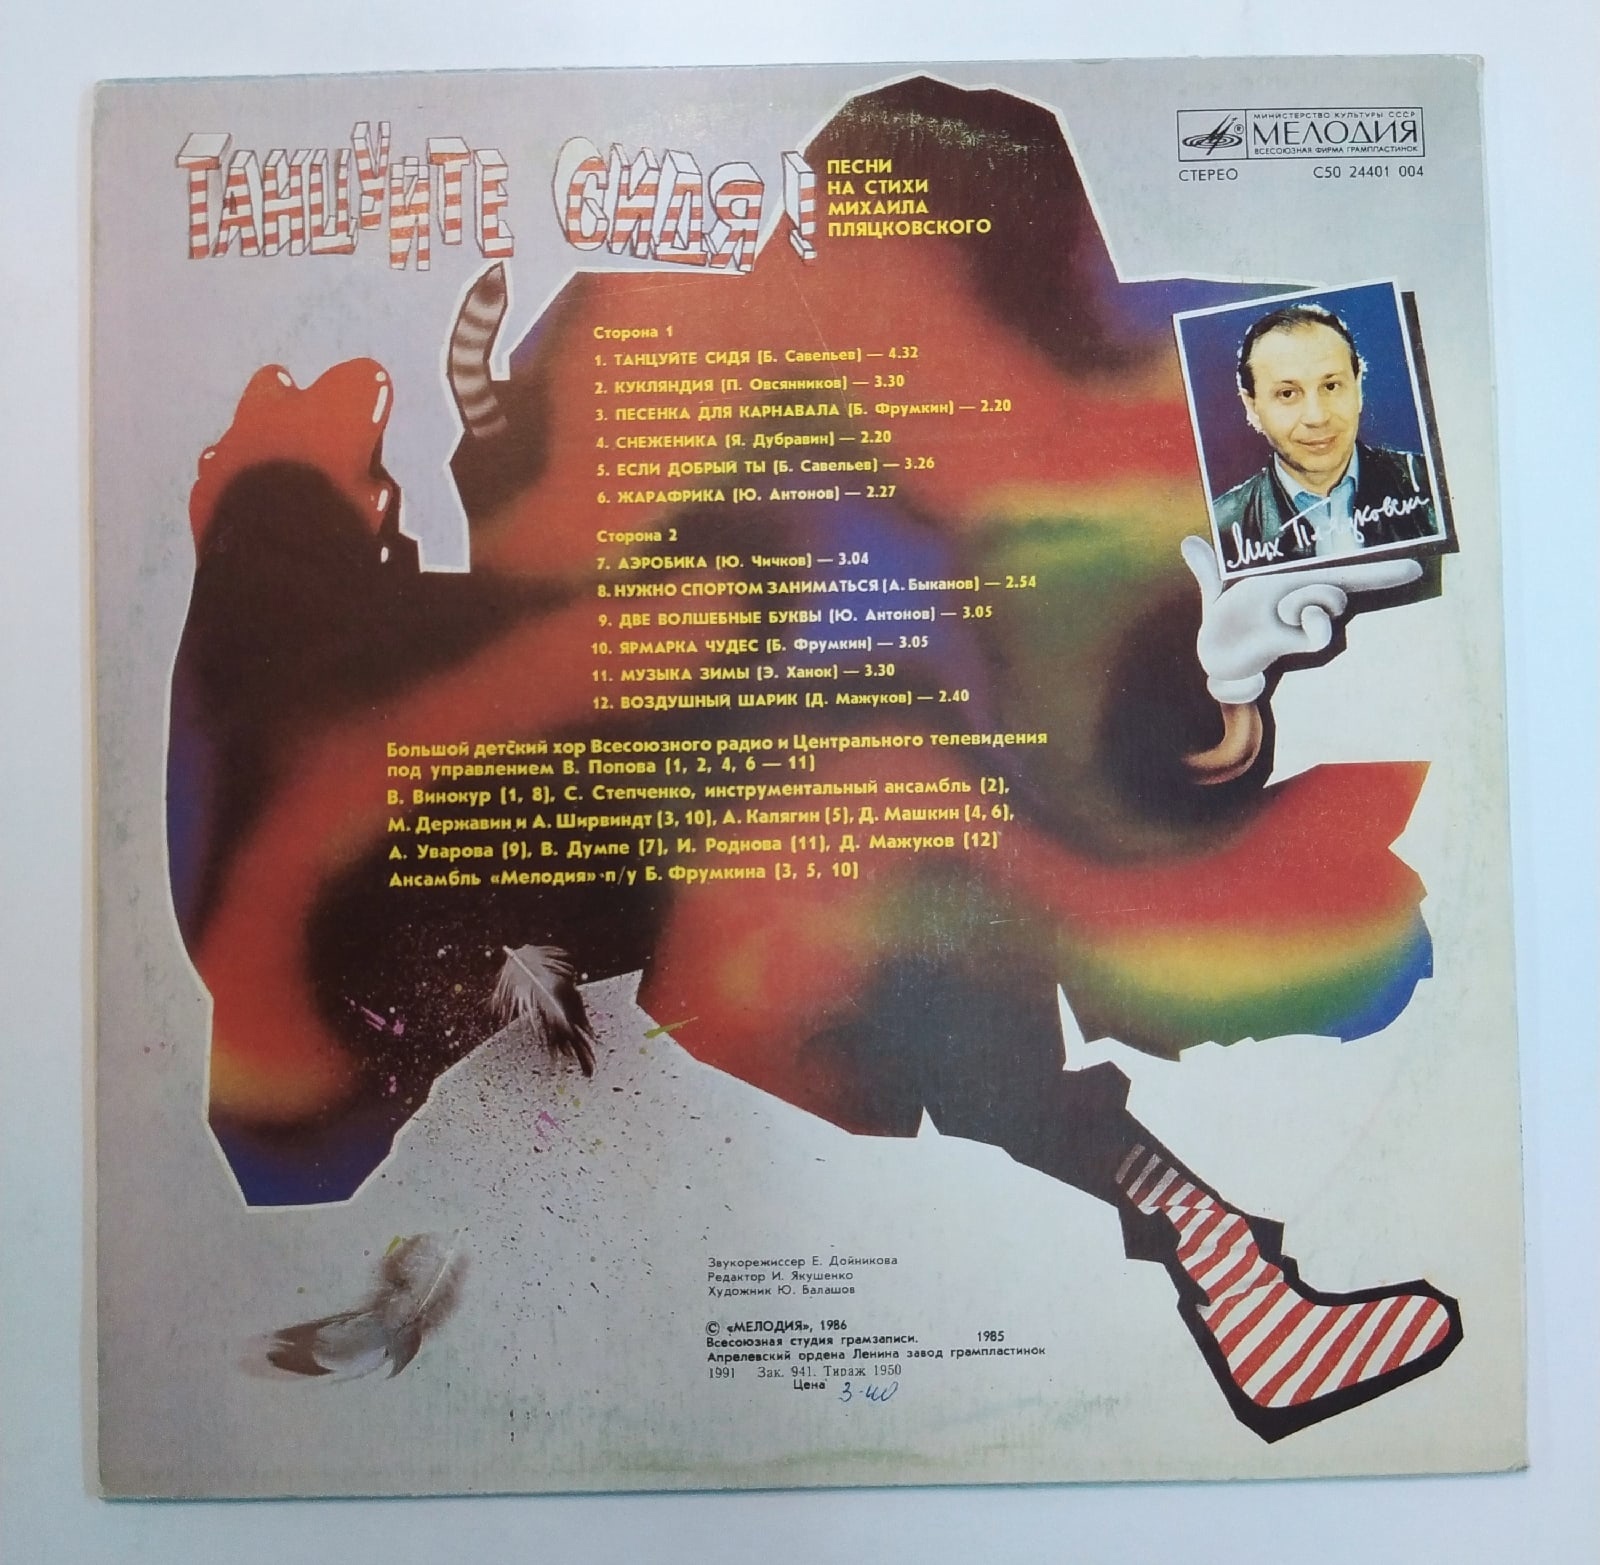 ТАНЦУЙТЕ СИДЯ!
ПЕСНИ
НА СТИХИ
МИХАИЛА
ПЛЯЦКОВСКОГО
МИНИСТЕРСТВО КУЛЬТУРЫ СССР
МЕЛОДИЯ
ВСЕСОЮЗНАЯ ФИРМА ГРАМПЛАСТИНОК
СТЕРЕО С50 24401 004
Сторона 1
1. ТАНЦУЙТЕ СИДЯ (Б. Савельев) — 4.32
2. КУКЛЯНДИЯ (П. Овсянников) — 3.30
3. ПЕСЕНКА ДЛЯ КАРНАВАЛА (Б. Фрумкин) — 2.20
4. СНЕЖЕНИКА (Я. Дубравин) — 2.20
5. ЕСЛИ ДОБРЫЙ ТЫ (Б. Савельев) — 3.26
6. ЖАРАФРИКА (Ю. Антонов) — 2.27
Сторона 2
7. АЭРОБИКА (Ю. Чичков) — 3.04
8. НУЖНО СПОРТОМ ЗАНИМАТЬСЯ (А. Быканов) — 2.54
9. ДВЕ ВОЛШЕБНЫЕ БУКВЫ (Ю. Антонов) — 3.05
10. ЯРМАРКА ЧУДЕС (Б. Фрумкин) — 3.05
11. МУЗЫКА ЗИМЫ (Э. Ханок) — 3.30
12. ВОЗДУШНЫЙ ШАРИК (Д. Мажуков) — 2.40
Мих Пляцковски
Большой детский хор Всесоюзного радио и Центрального телевидения
под управлением В. Попова (1, 2, 4, 6 — 11)
В. Винокур (1, 8), С. Степченко, инструментальный ансамбль (2),
М. Державин и А. Ширвиндт (3, 10), А. Калягин (5), Д. Машкин (4, 6),
А. Уварова (9), В. Думпе (7), И. Роднова (11), Д. Мажуков (12)
Ансамбль «Мелодия» п/у Б. Фрумкина (3, 5, 10)
Звукорежиссер Е. Дойникова
Редактор И. Якушенко
Художник Ю. Балашов
© «МЕЛОДИЯ», 1986
Всесоюзная студия грамзаписи. 1985
Апрелевский ордена Ленина завод грампластинок
1991 Зак. 941. Тираж 1950
Цена 3-40